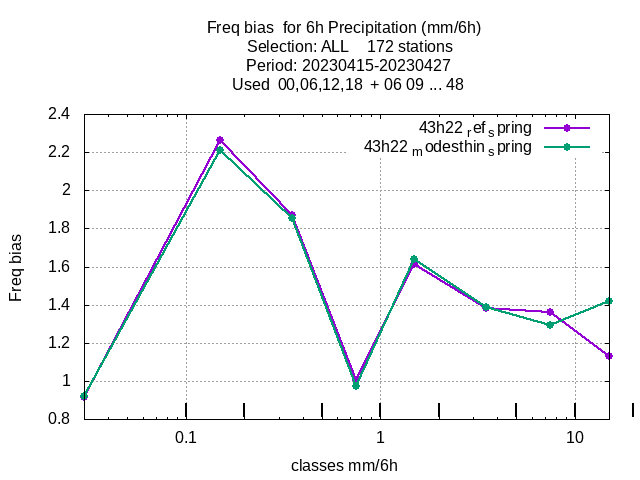 Freq bias  for 6h Precipitation (mm/6h)
Selection: ALL    172 stations
Period: 20230415-20230427
Used  00,06,12,18  + 06 09 ... 48
43h22 ref spring
43h22 modesthin spring
2.4
2.2
2
1.8
1.6
1.4
1.2
1
0.8
Freq bias
0.1
1
10
classes mm/6h